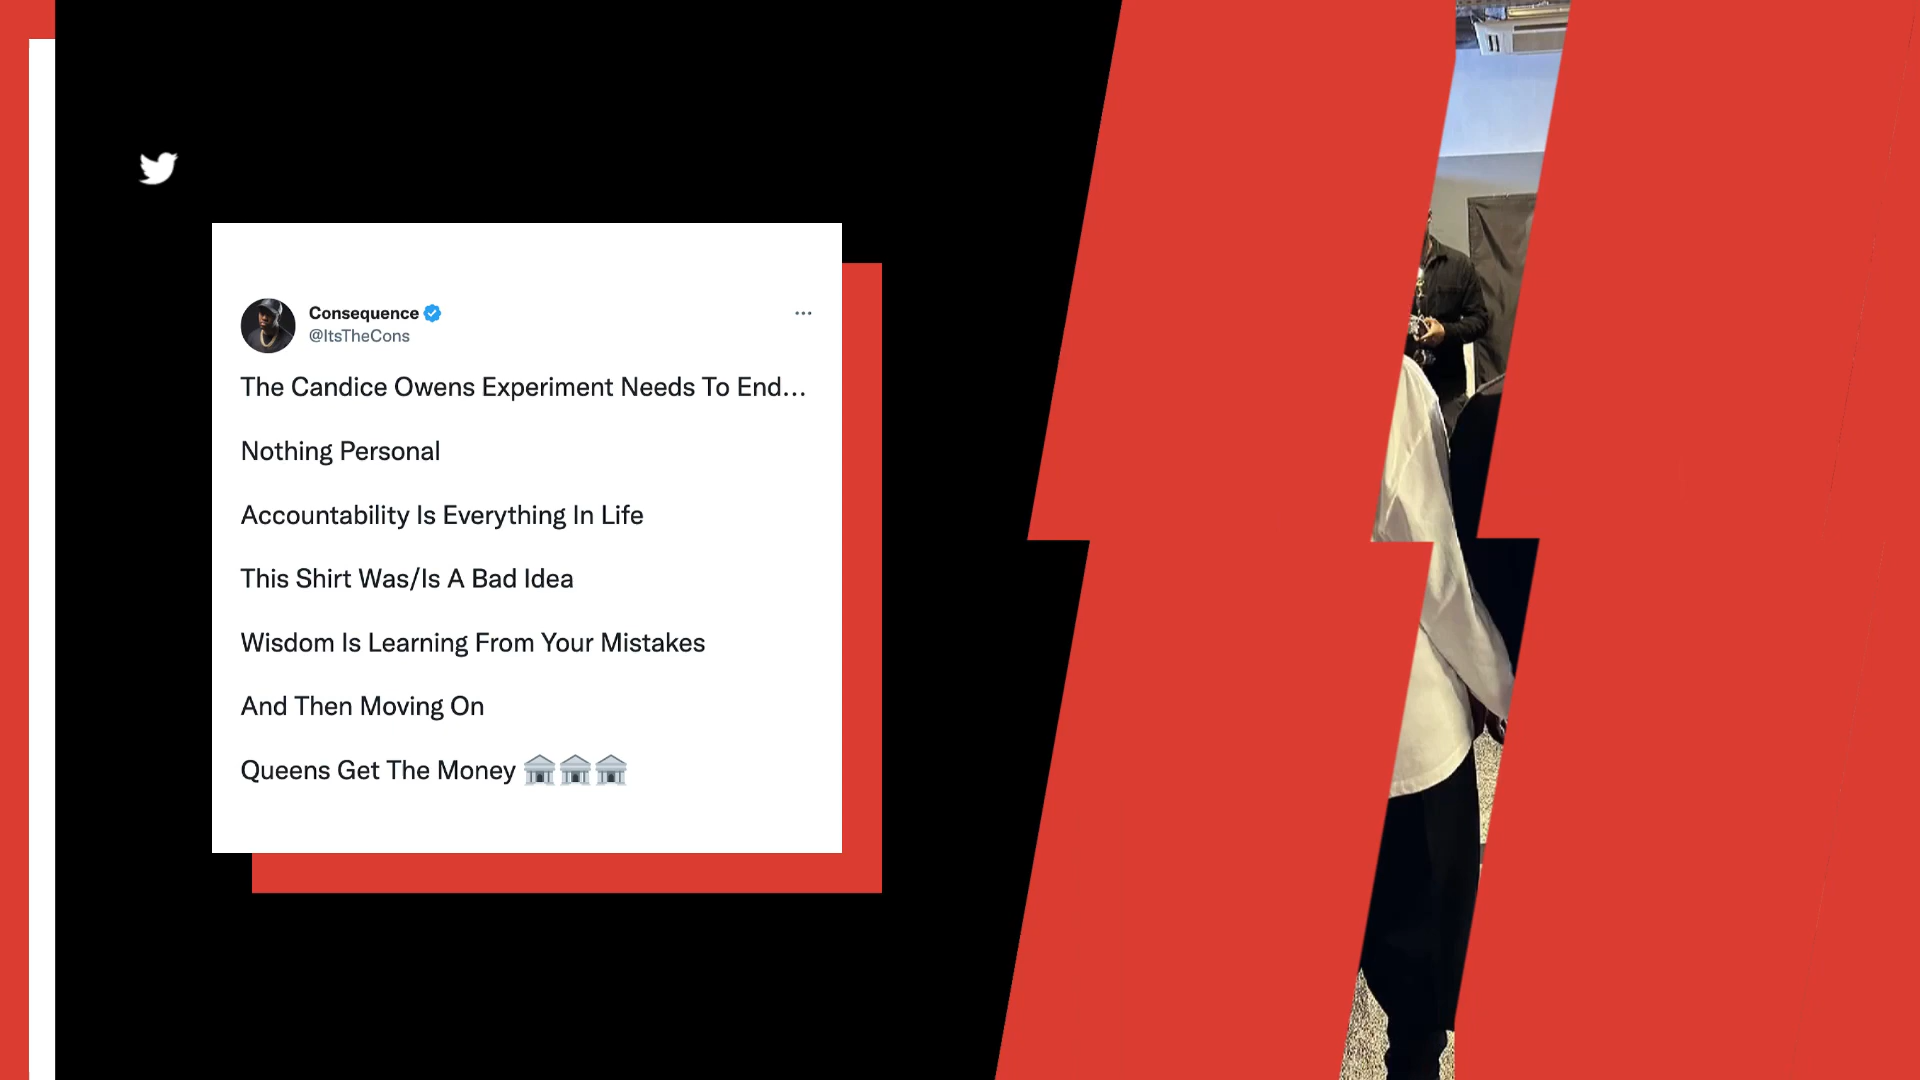 Consequence
@ItsTheCons
The Candice Owens Experiment Needs To End...
Nothing Personal
Accountability Is Everything In Life
This Shirt Was/Is A Bad Idea
Wisdom Is Learning From Your Mistakes
And Then Moving On
Queens Get The Money 🏛️🏛️🏛️